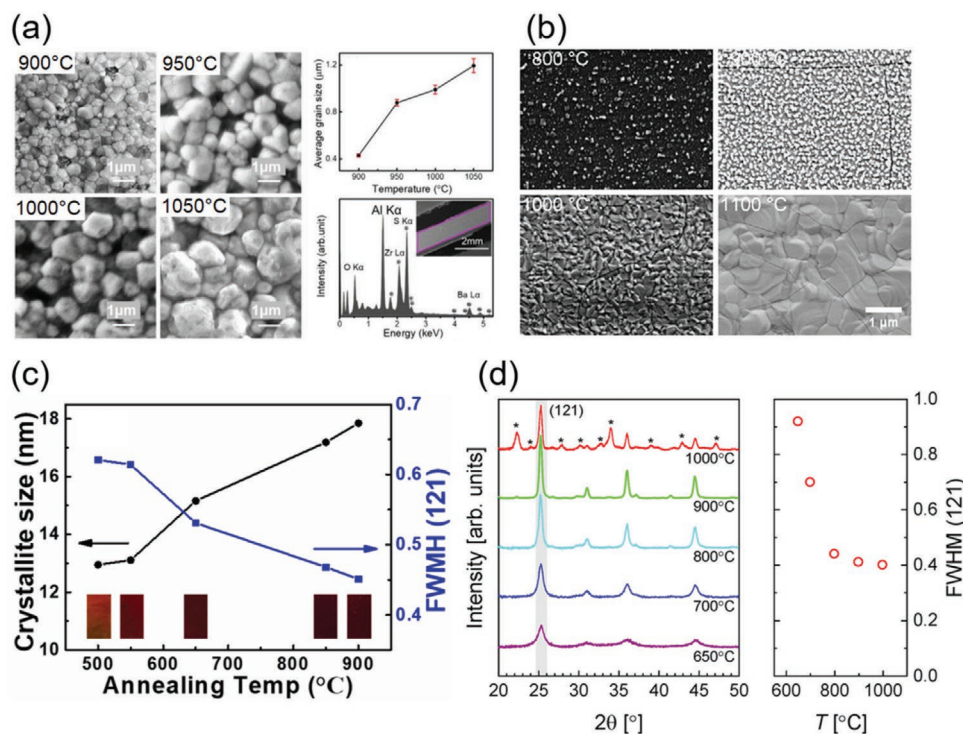 (a)
900°C
1μm
950°C
1μm
1000°C
1μm
1050°C
1μm
Average grain size (μm)
1.2
0.8
0.4
900 950 1000 1050
Temperature (°C)
Intensity (arb.unit)
O Kα
Al Kα
Zr Lα
S Kα
Ba Lα
2mm
0 1 2 3 4 5
Energy (keV)
(b)
800 °C
900 °C
1000 °C
1100 °C
1 μm
(c)
Crystallite size (nm)
18
17
16
15
14
13
12
11
10
500 600 700 800 900
Annealing Temp (°C)
0.7
0.6
0.5
0.4
FWMH (121)
(d)
Intensity [arb. units]
(121)
* * * * * * * * *
1000°C
900°C
800°C
700°C
650°C
20 25 30 35 40 45 50
2θ [°]
1.0
0.8
0.6
0.4
0.2
0.0
FWHM (121)
600 800 1000
T [°C]